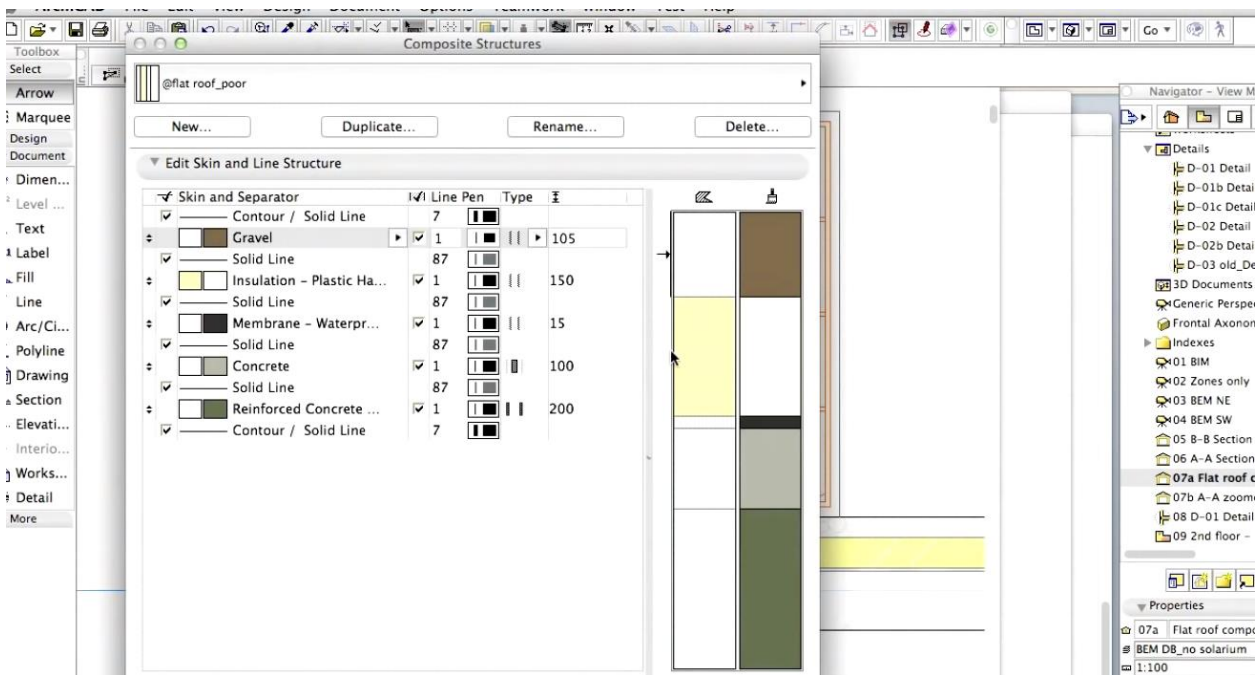 Composite Structures
Go
Toolbox
Select
Arrow
Marquee
Design
Document
Dimen...
Level ...
Text
Label
Fill
Line
Arc/Ci...
Polyline
Drawing
Section
Elevati...
Interio...
Works...
Detail
More
@flat roof_poor
New...
Duplicate...
Rename...
Delete...
Edit Skin and Line Structure
Skin and Separator Line Pen Type
Contour / Solid Line 7
Gravel 1 105
Solid Line 87
Insulation - Plastic Ha... 1 150
Solid Line 87
Membrane - Waterpr... 1 15
Solid Line 87
Concrete 1 100
Solid Line 87
Reinforced Concrete ... 1 200
Contour / Solid Line 7
Navigator - View M
Details
D-01 Detail
D-01b Detai
D-01c Detail
D-02 Detail
D-02b Detai
D-03 old_De
3D Documents
Generic Perspe
Frontal Axonon
Indexes
01 BIM
02 Zones only
03 BEM NE
04 BEM SW
05 B-B Section
06 A-A Section
07a Flat roof c
07b A-A zoome
08 D-01 Detail
09 2nd floor -
Properties
07a Flat roof compo
BEM DB_no solarium
1:100